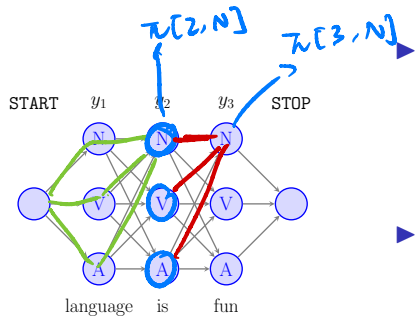 π[2,N]
π[3,N]
START y₁ y₂ y₃ STOP
N N N
V V V
A A A
language is fun